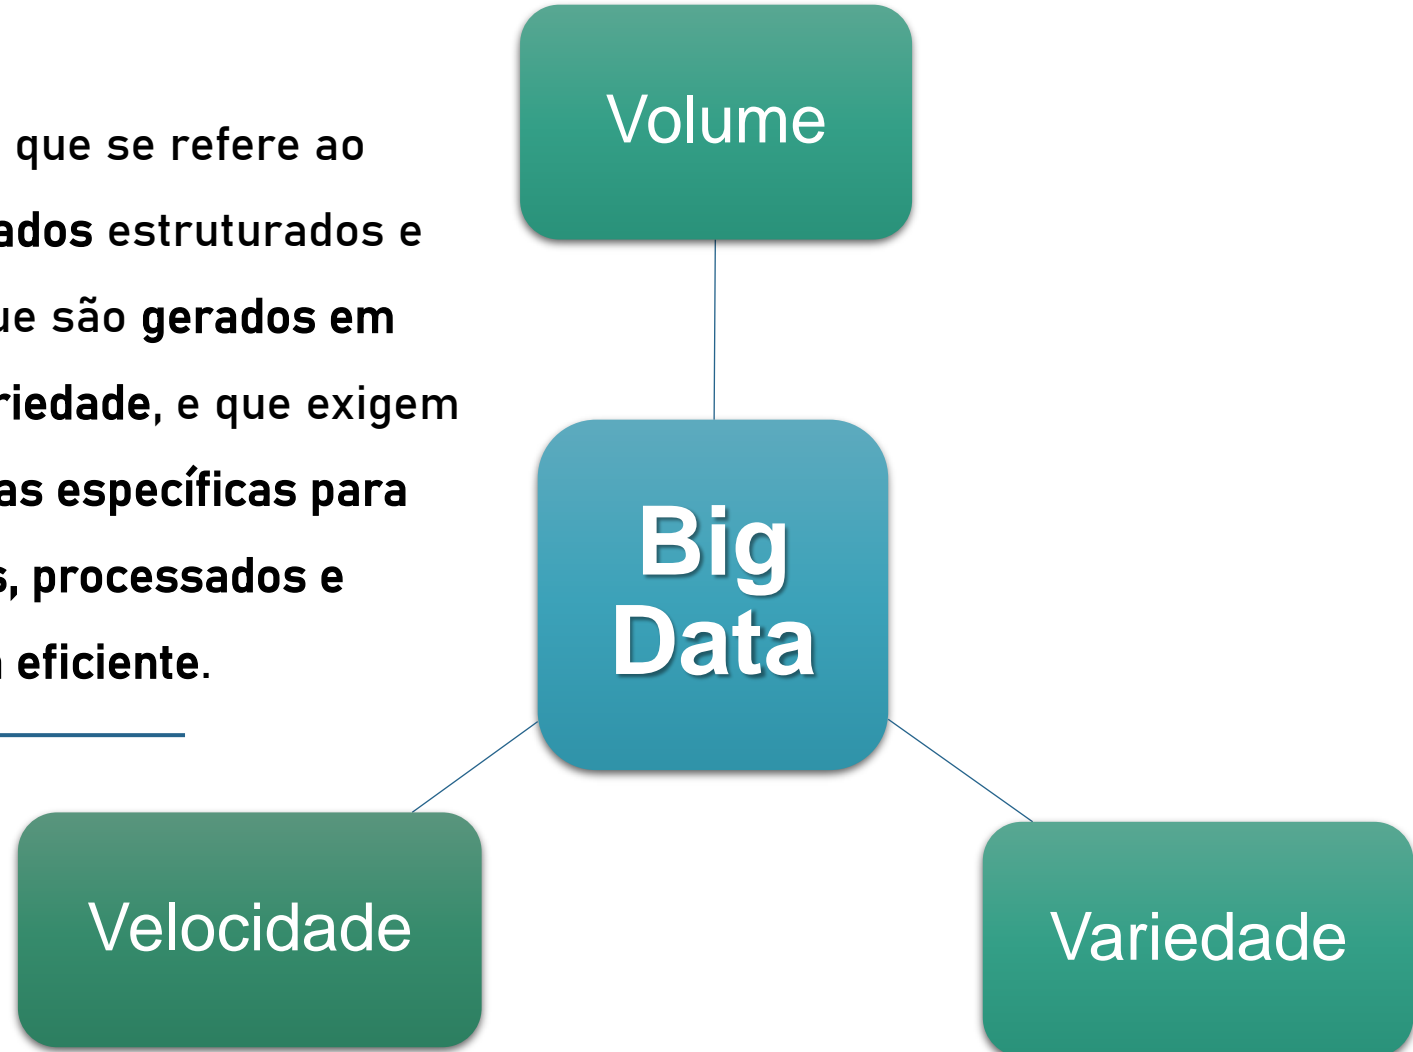 que se refere ao
ados estruturados e
ue são gerados em
riedade, e que exigem
as específicas para
s, processados e
eficiente.
Volume
Big
Data
Velocidade
Variedade